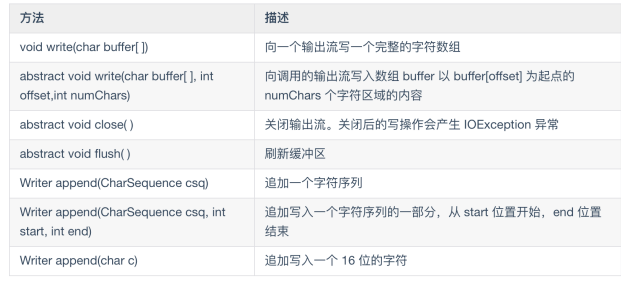 方法 描述
void write(char buffer[ ]) 向一个输出流写一个完整的字符数组
abstract void write(char buffer[ ], int 向调用的输出流写入数组 buffer 以 buffer[offset] 为起点的
offset,int numChars) numChars 个字符区域的内容
abstract void close( ) 关闭输出流。关闭后的写操作会产生 IOException 异常
abstract void flush( ) 刷新缓冲区
Writer append(CharSequence csq) 追加一个字符序列
Writer append(CharSequence csq, int 追加写入一个字符序列的一部分，从 start 位置开始，end 位置
start, int end) 结束
Writer append(char c) 追加写入一个 16 位的字符